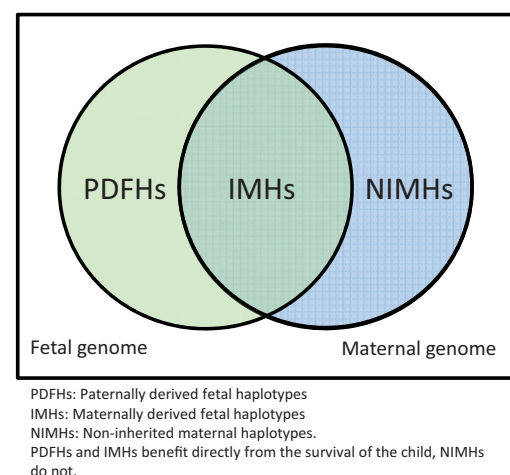 PDFHs IMHs NIMHs
Fetal genome Maternal genome
PDFHs: Paternally derived fetal haplotypes
IMHs: Maternally derived fetal haplotypes
NIMHs: Non-inherited maternal haplotypes.
PDFHs and IMHs benefit directly from the survival of the child, NIMHs
do not.